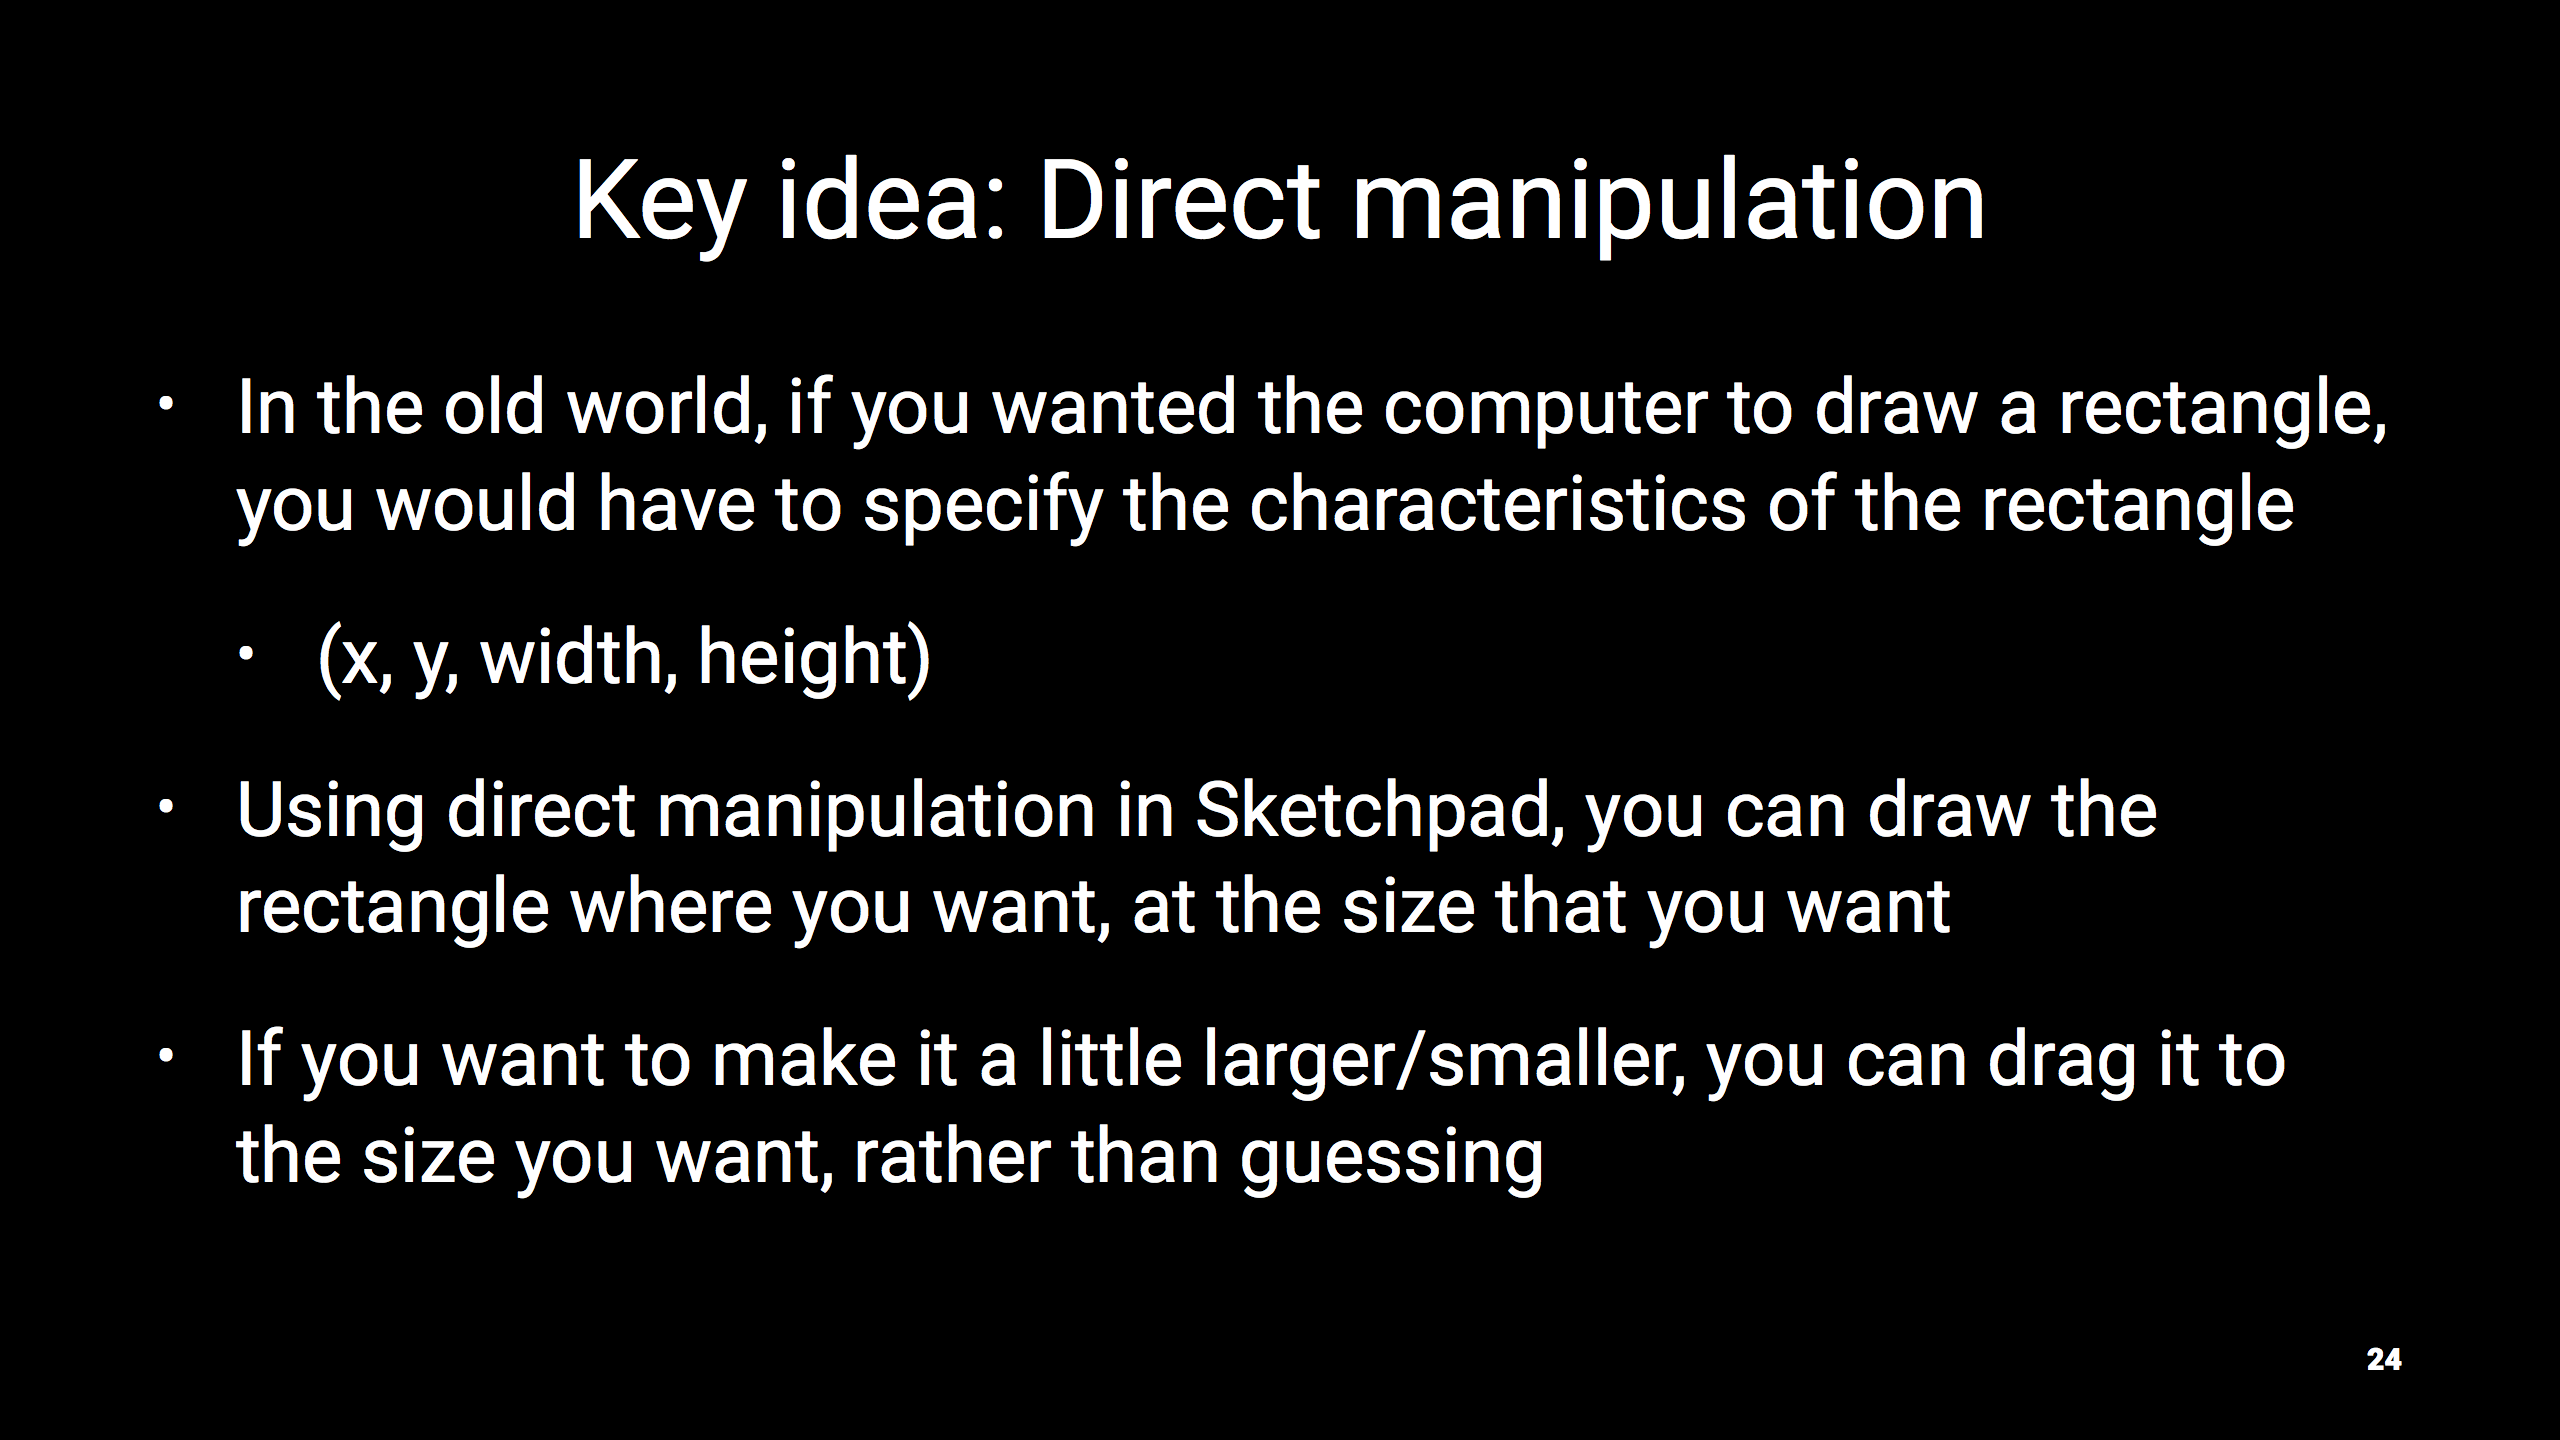 Key idea: Direct manipulation
• In the old world, if you wanted the computer to draw a rectangle,
you would have to specify the characteristics of the rectangle
• (x, y, width, height)
• Using direct manipulation in Sketchpad, you can draw the
rectangle where you want, at the size that you want
• If you want to make it a little larger/smaller, you can drag it to
the size you want, rather than guessing
24